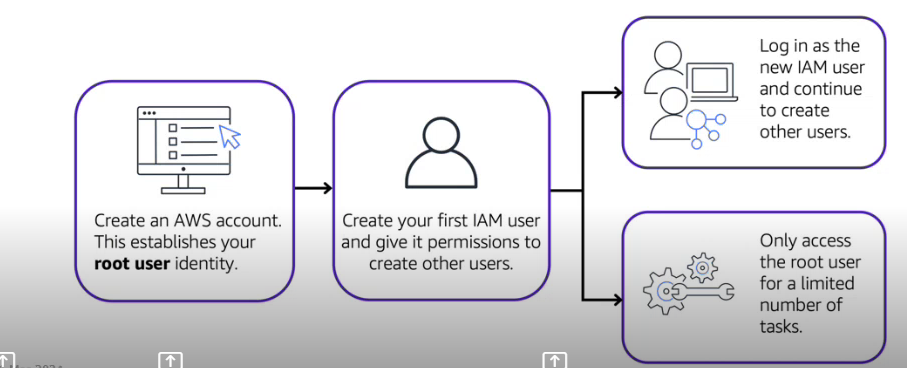 Create an AWS account.
This establishes your
root user identity.
Create your first IAM user
and give it permissions to
create other users.
Log in as the
new IAM user
and continue
to create
other users.
Only access
the root user
for a limited
number of
tasks.